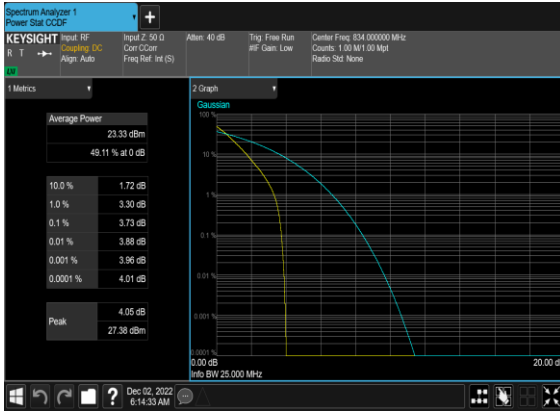 Spectrum Analyzer 1
Power Stat CCDF
+
KEYSIGHT
R T
LXI
Input: RF
Coupling: DC
Align: Auto
Input Z: 50 Ω
Corr CCorr
Freq Ref: Int (S)
Atten: 40 dB
Trig: Free Run
#IF Gain: Low
Center Freq: 834.000000 MHz
Counts: 1.00 M/1.00 Mpt
Radio Std: None
1 Metrics
Average Power
23.33 dBm
49.11 % at 0 dB
10.0 % 1.72 dB
1.0 % 3.30 dB
0.1 % 3.73 dB
0.01 % 3.88 dB
0.001 % 3.96 dB
0.0001 % 4.01 dB
Peak
4.05 dB
27.38 dBm
2 Graph
Gaussian
100 %
10 %
1 %
0.1 %
0.01 %
0.001 %
0.0001 %
0.00 dB
20.00 d
Info BW 25.000 MHz
?
Dec 02, 2022
6:14:33 AM